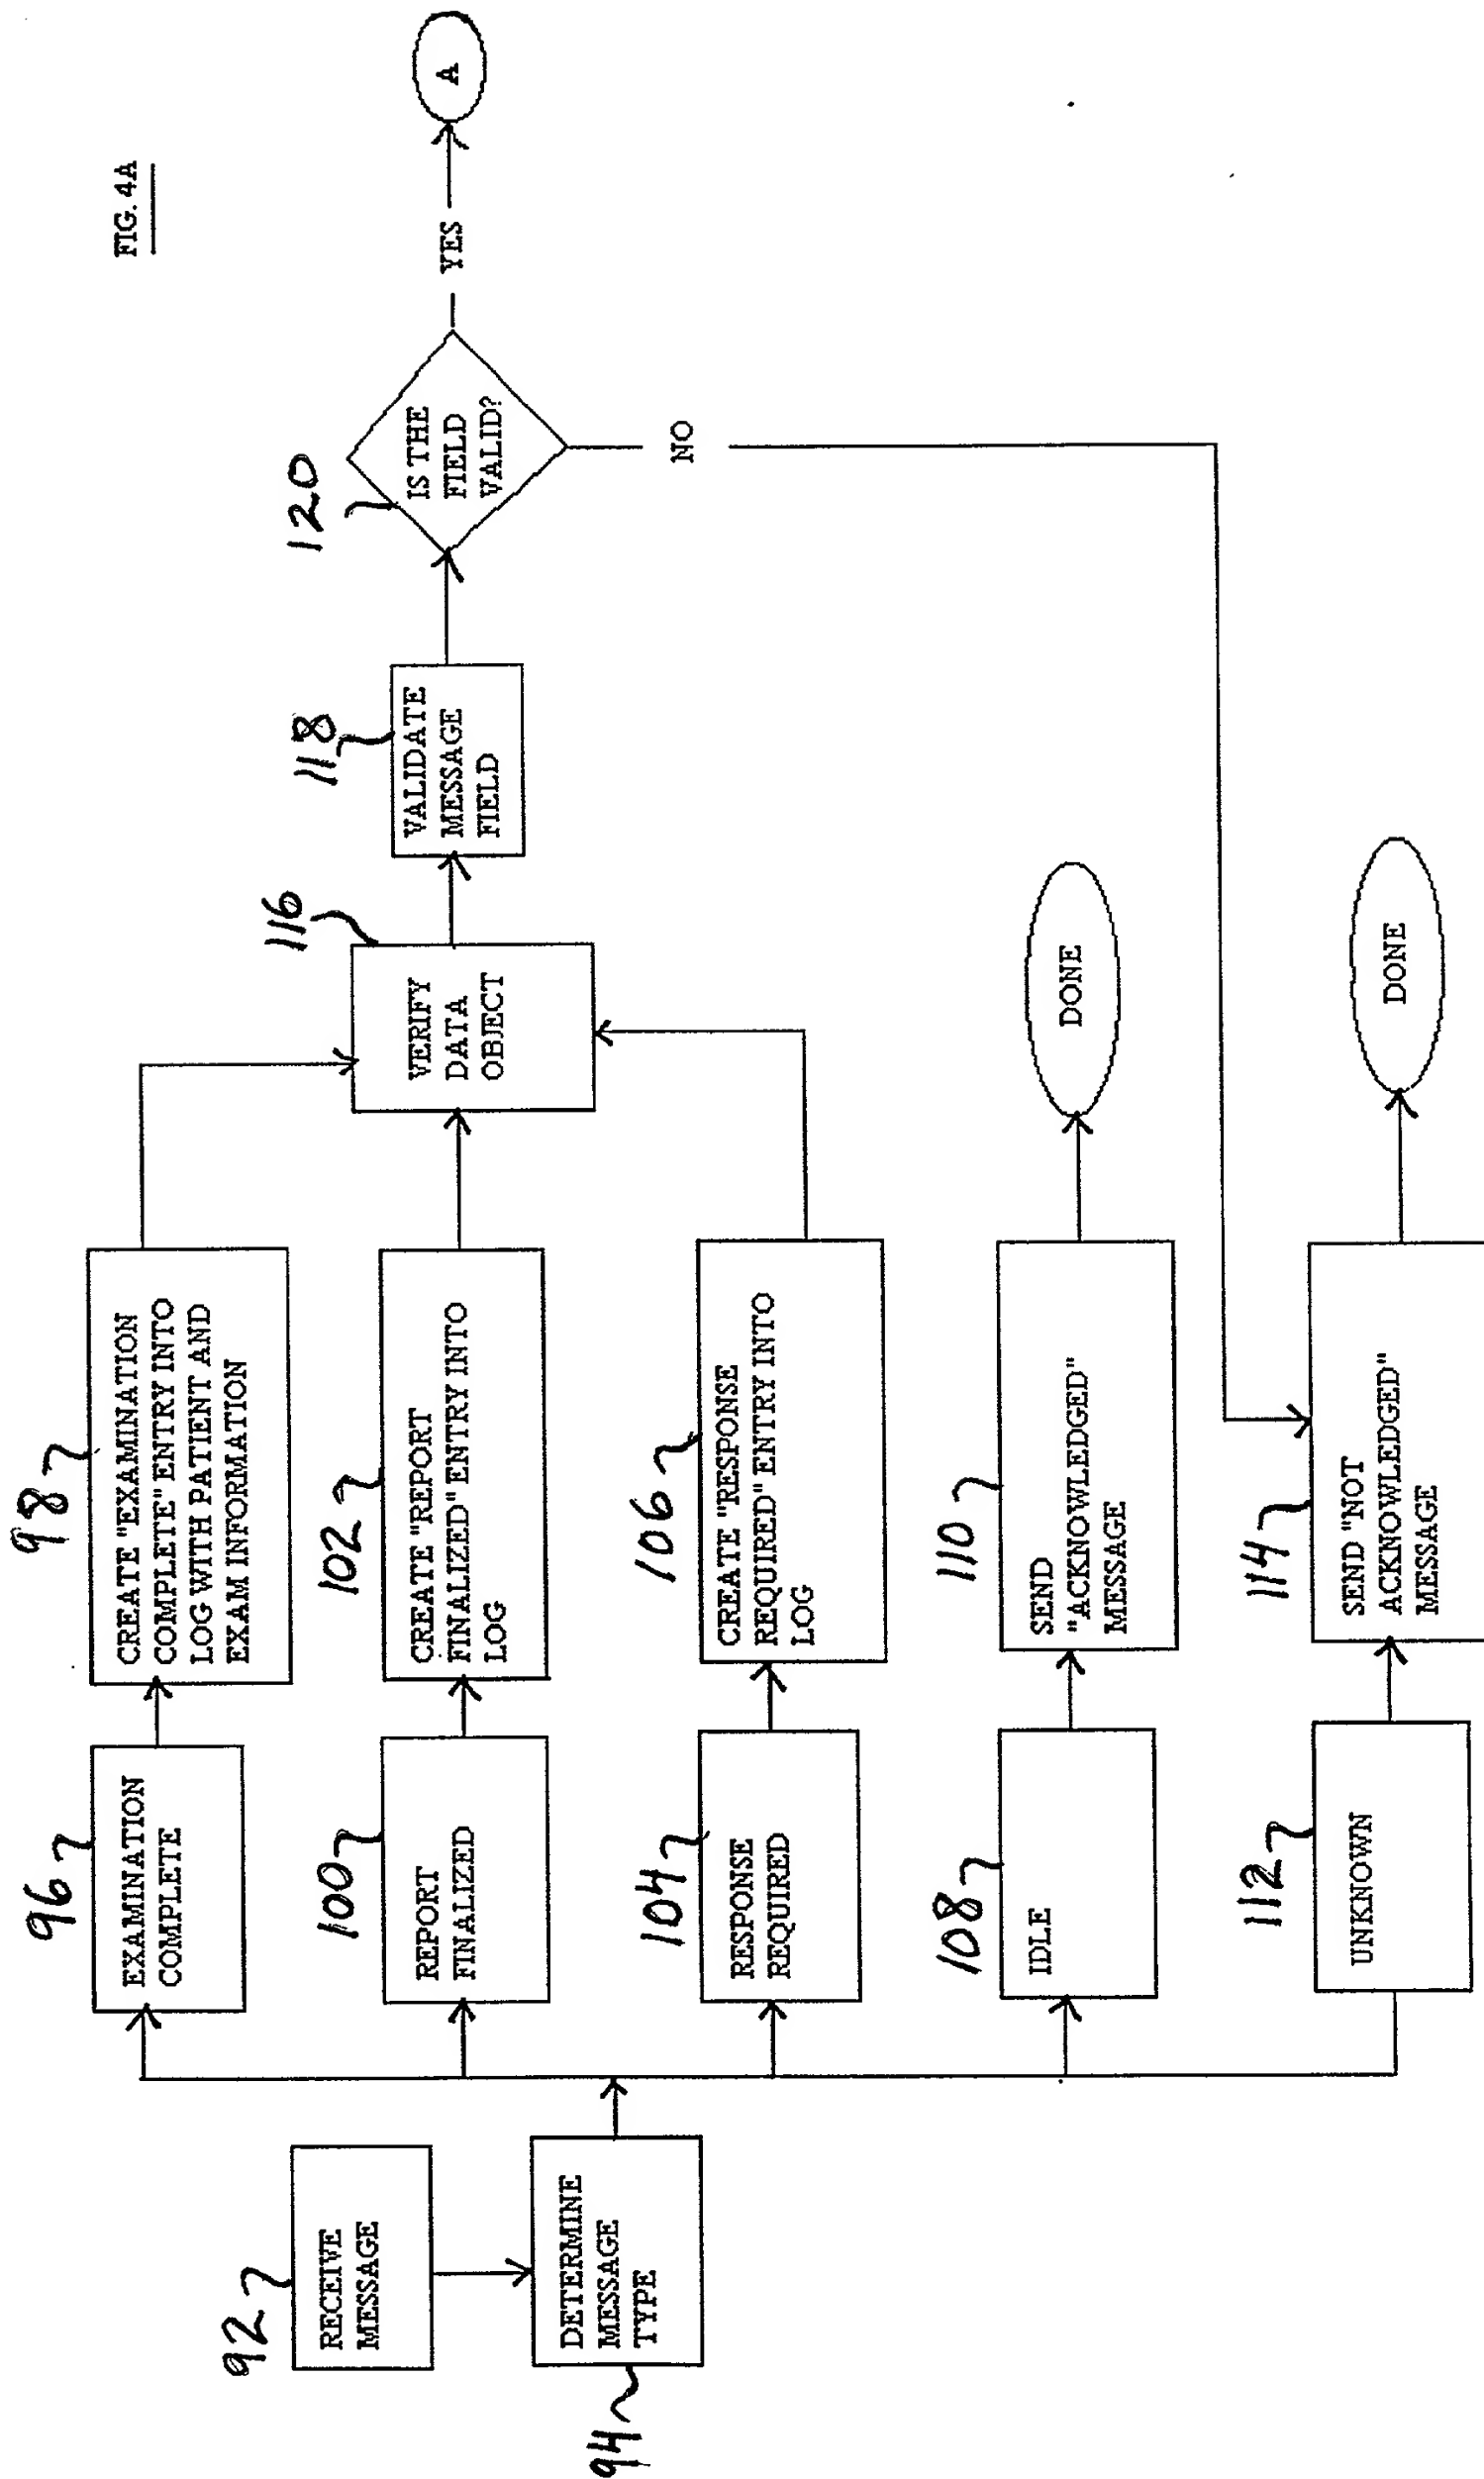 FIG. 4A
92
RECEIVE
MESSAGE
94
DETERMINE
MESSAGE
TYPE
96
EXAMINATION
COMPLETE
98
CREATE "EXAMINATION
COMPLETE" ENTRY INTO
LOG WITH PATIENT AND
EXAM INFORMATION
100
REPORT
FINALIZED
102
CREATE "REPORT
FINALIZED" ENTRY INTO
LOG
104
RESPONSE
REQUIRED
106
CREATE "RESPONSE
REQUIRED" ENTRY INTO
LOG
108
IDLE
110
SEND
"ACKNOWLEDGED"
MESSAGE
DONE
112
UNKNOWN
114
SEND "NOT
ACKNOWLEDGED"
MESSAGE
DONE
116
VERIFY
DATA
OBJECT
118
VALIDATE
MESSAGE
FIELD
120
IS THE
FIELD
VALID?
YES
A
NO